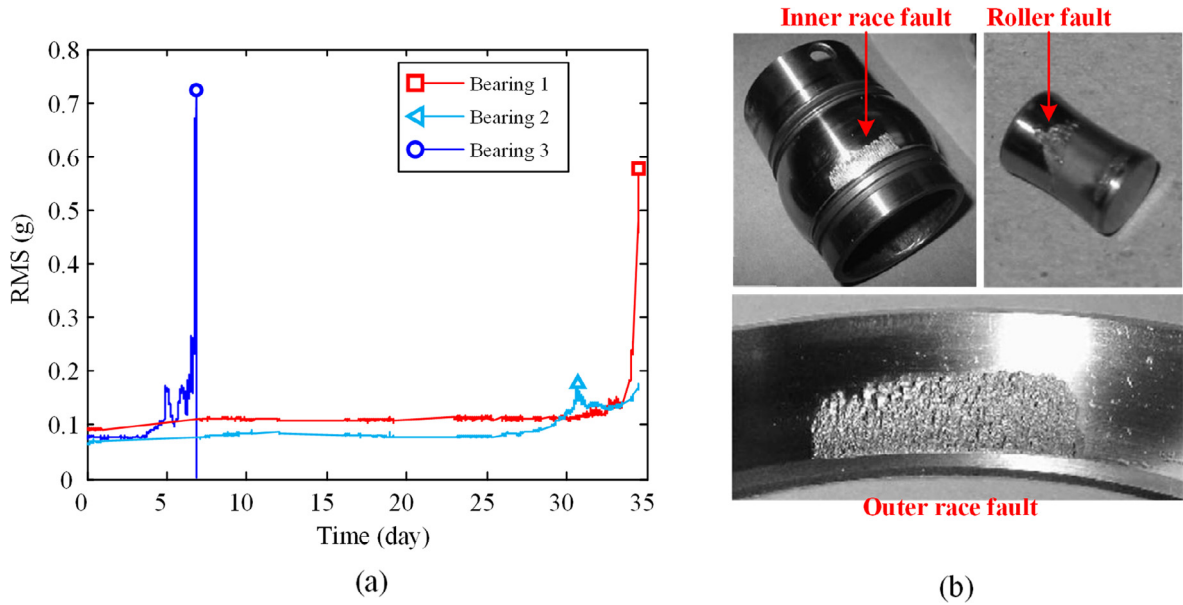 Inner race fault
Roller fault
0.8
0.7
0.6
0.5
0.4
0.3
0.2
0.1
0
RMS (g)
Bearing 1
Bearing 2
Bearing 3
0
5
10
15
20
25
30
35
Time (day)
Outer race fault
(a)
(b)